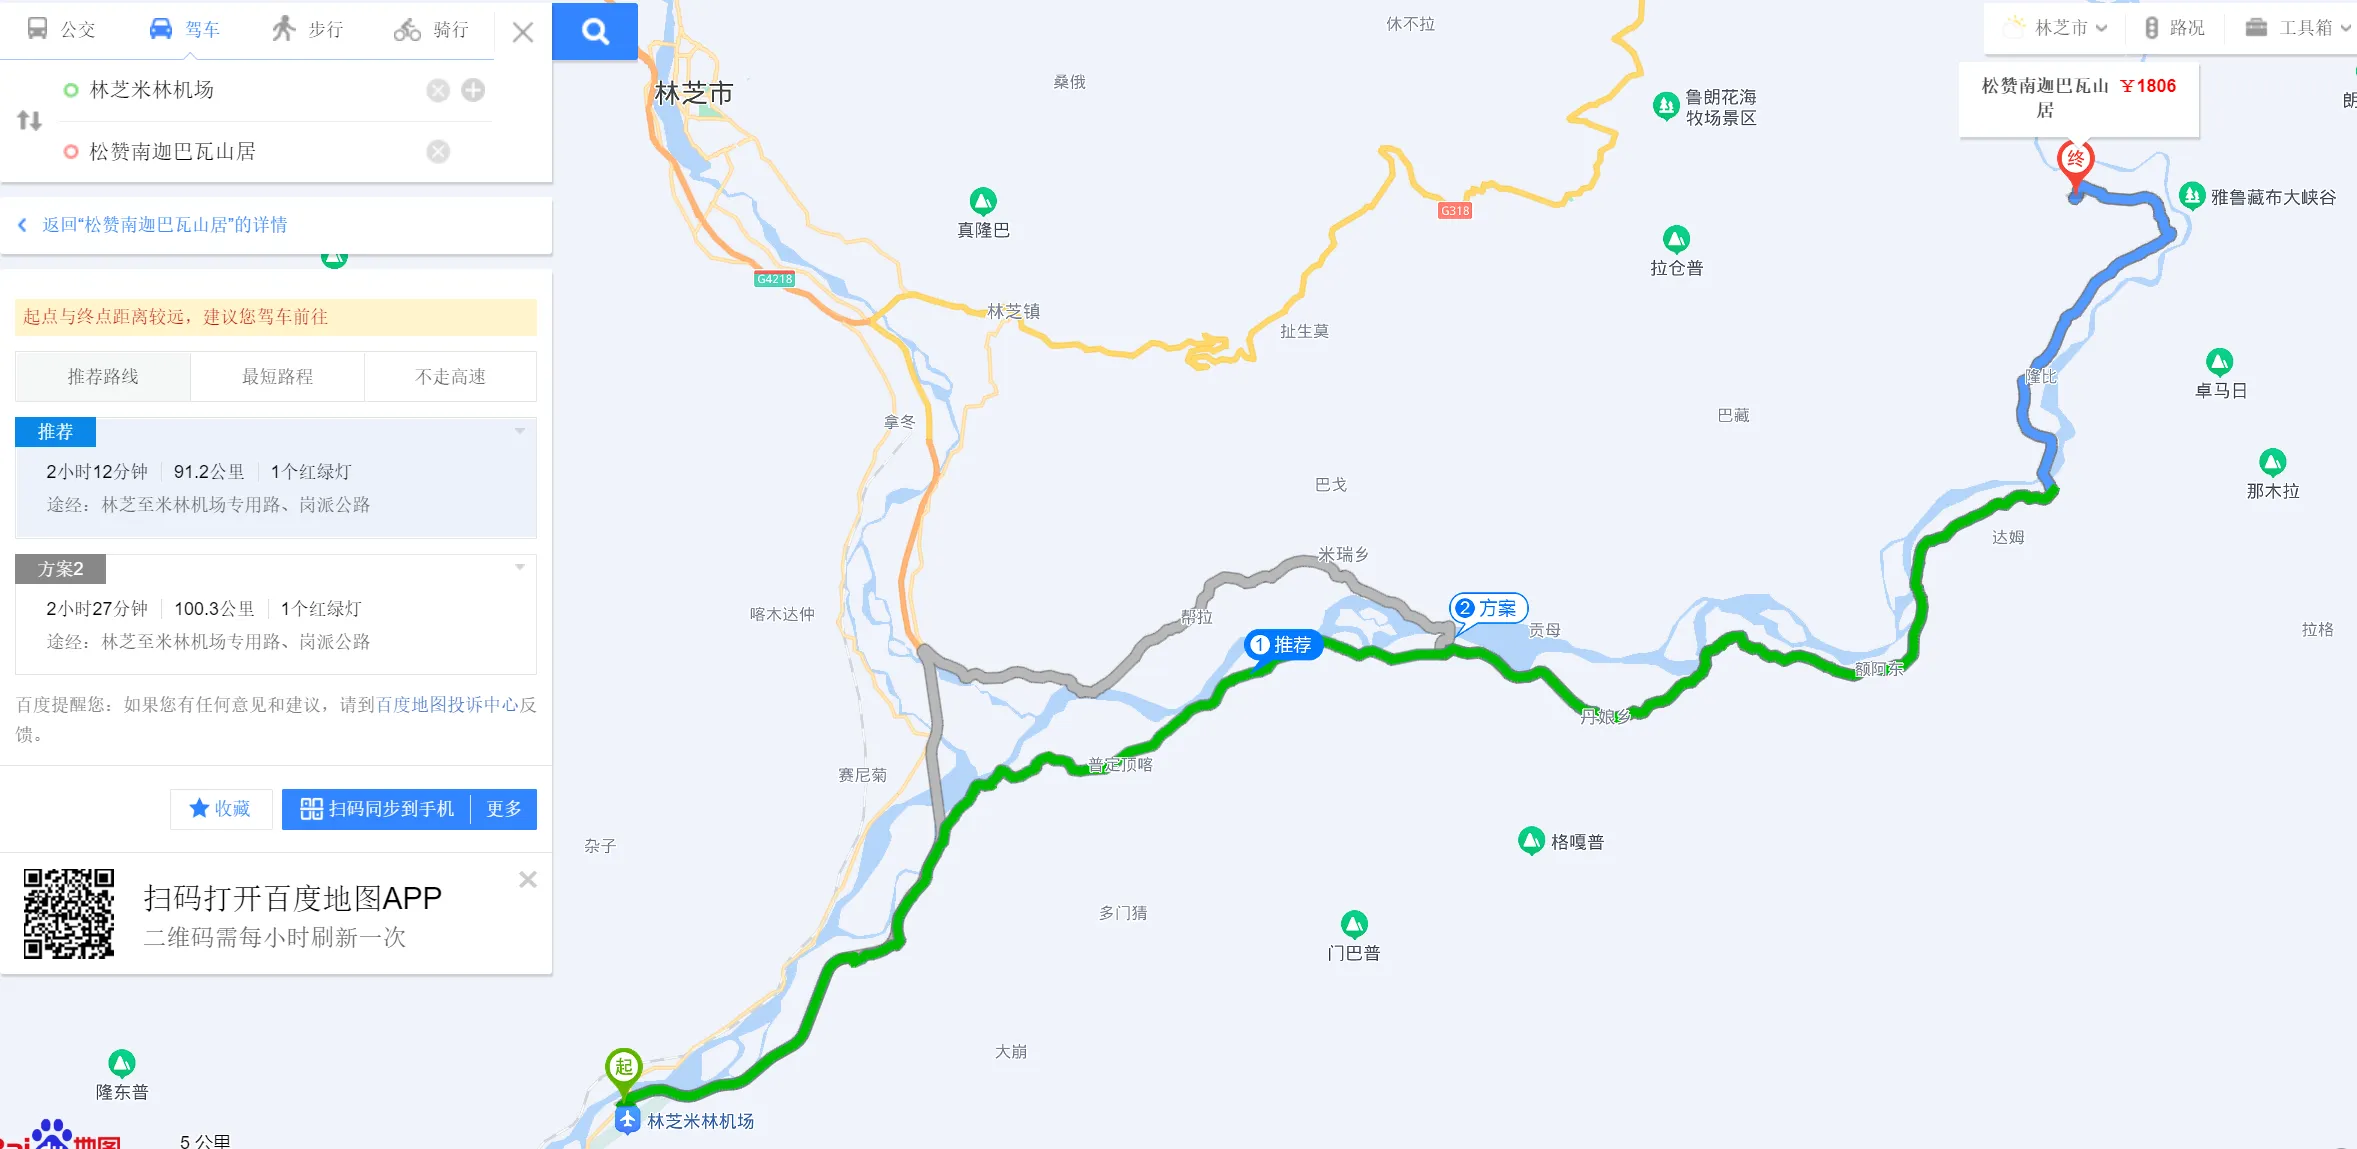 公交
驾车
步行
骑行
林芝米林机场
松赞南迦巴瓦山居
返回“松赞南迦巴瓦山居”的详情
起点与终点距离较远，建议您驾车前往
推荐路线
最短路程
不走高速
推荐
2小时12分钟 91.2公里 1个红绿灯
途经：林芝至米林机场专用路、岗派公路
方案2
2小时27分钟 100.3公里 1个红绿灯
途经：林芝至米林机场专用路、岗派公路
百度提醒您：如果您有任何意见和建议，请到百度地图投诉中心反
馈。
收藏
扫码同步到手机
更多
扫码打开百度地图APP
二维码需每小时刷新一次
隆东普
地图
5 公里
林芝市
路况
工具箱
松赞南迦巴瓦山 ¥1806
居
终
休不拉
桑俄
林芝市
鲁朗花海
牧场景区
朗
雅鲁藏布大峡谷
G318
真隆巴
拉仓普
G4218
林芝镇
扯生莫
隆比
卓马日
拿冬
巴藏
巴戈
那木拉
达姆
米瑞乡
喀木达仲
帮拉
2 方案
贡母
拉格
1 推荐
额阿东
丹娘乡
普定顶喀
赛尼菊
杂子
格嘎普
多门猜
门巴普
大崩
起
林芝米林机场